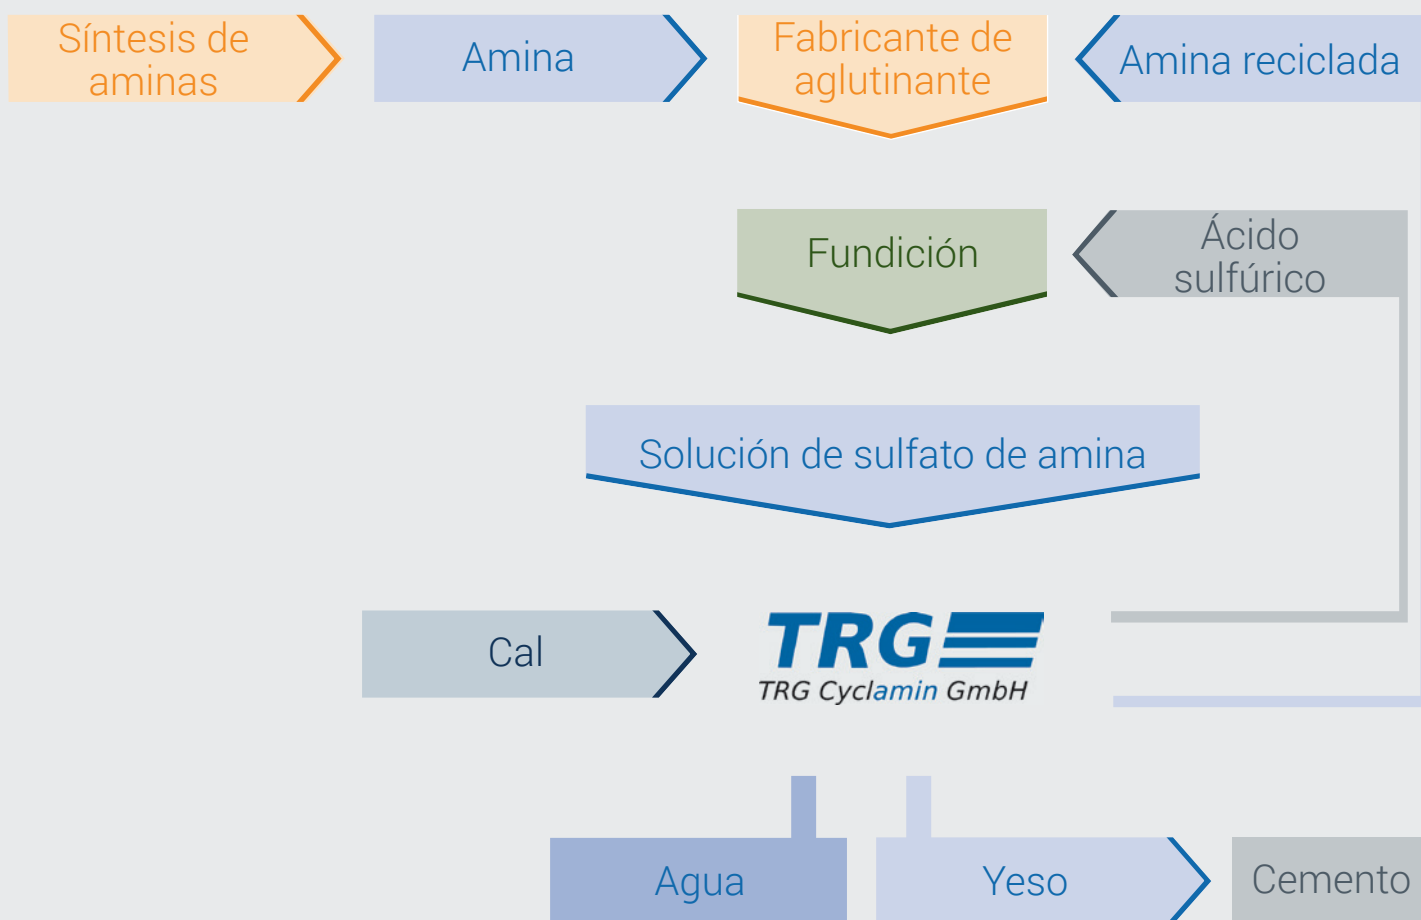 Síntesis de
aminas
Amina
Fabricante de
aglutinante
Amina reciclada
Fundición
Ácido
sulfúrico
Solución de sulfato de amina
Cal
TRG
TRG Cyclamin GmbH
Agua
Yeso
Cemento